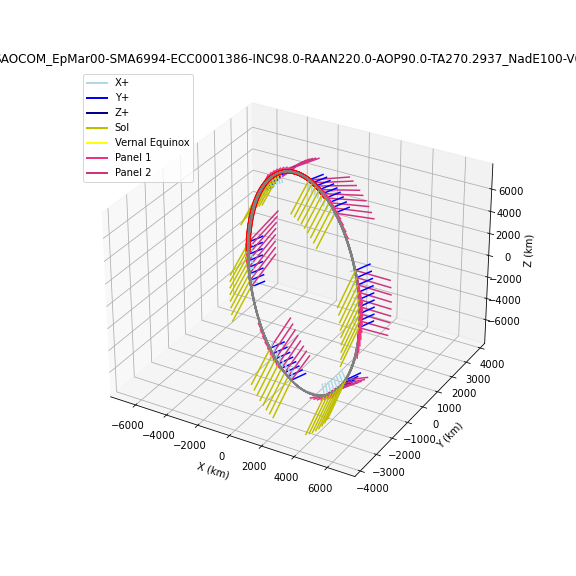 SAOCOM_EpMar00-SMA6994-ECC0001386-INC98.0-RAAN220.0-AOP90.0-TA270.2937_NadE100-V
X+
Y+
Z+
Sol
Vernal Equinox
Panel 1
Panel 2
6000
4000
2000
0
−2000
−4000
−6000
Z (km)
4000
3000
2000
1000
0
−1000
−2000
−3000
−4000
Y (km)
−6000
−4000
−2000
0
2000
4000
6000
X (km)